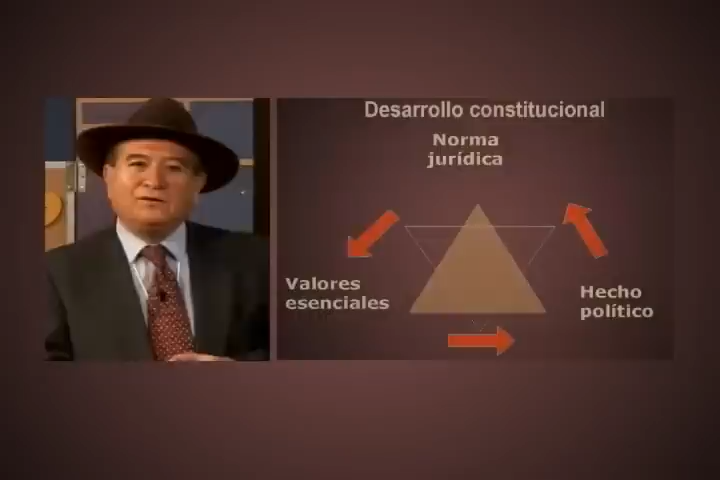 Desarrollo constitucional
Norma
jurídica
Valores
esenciales
Hecho
político